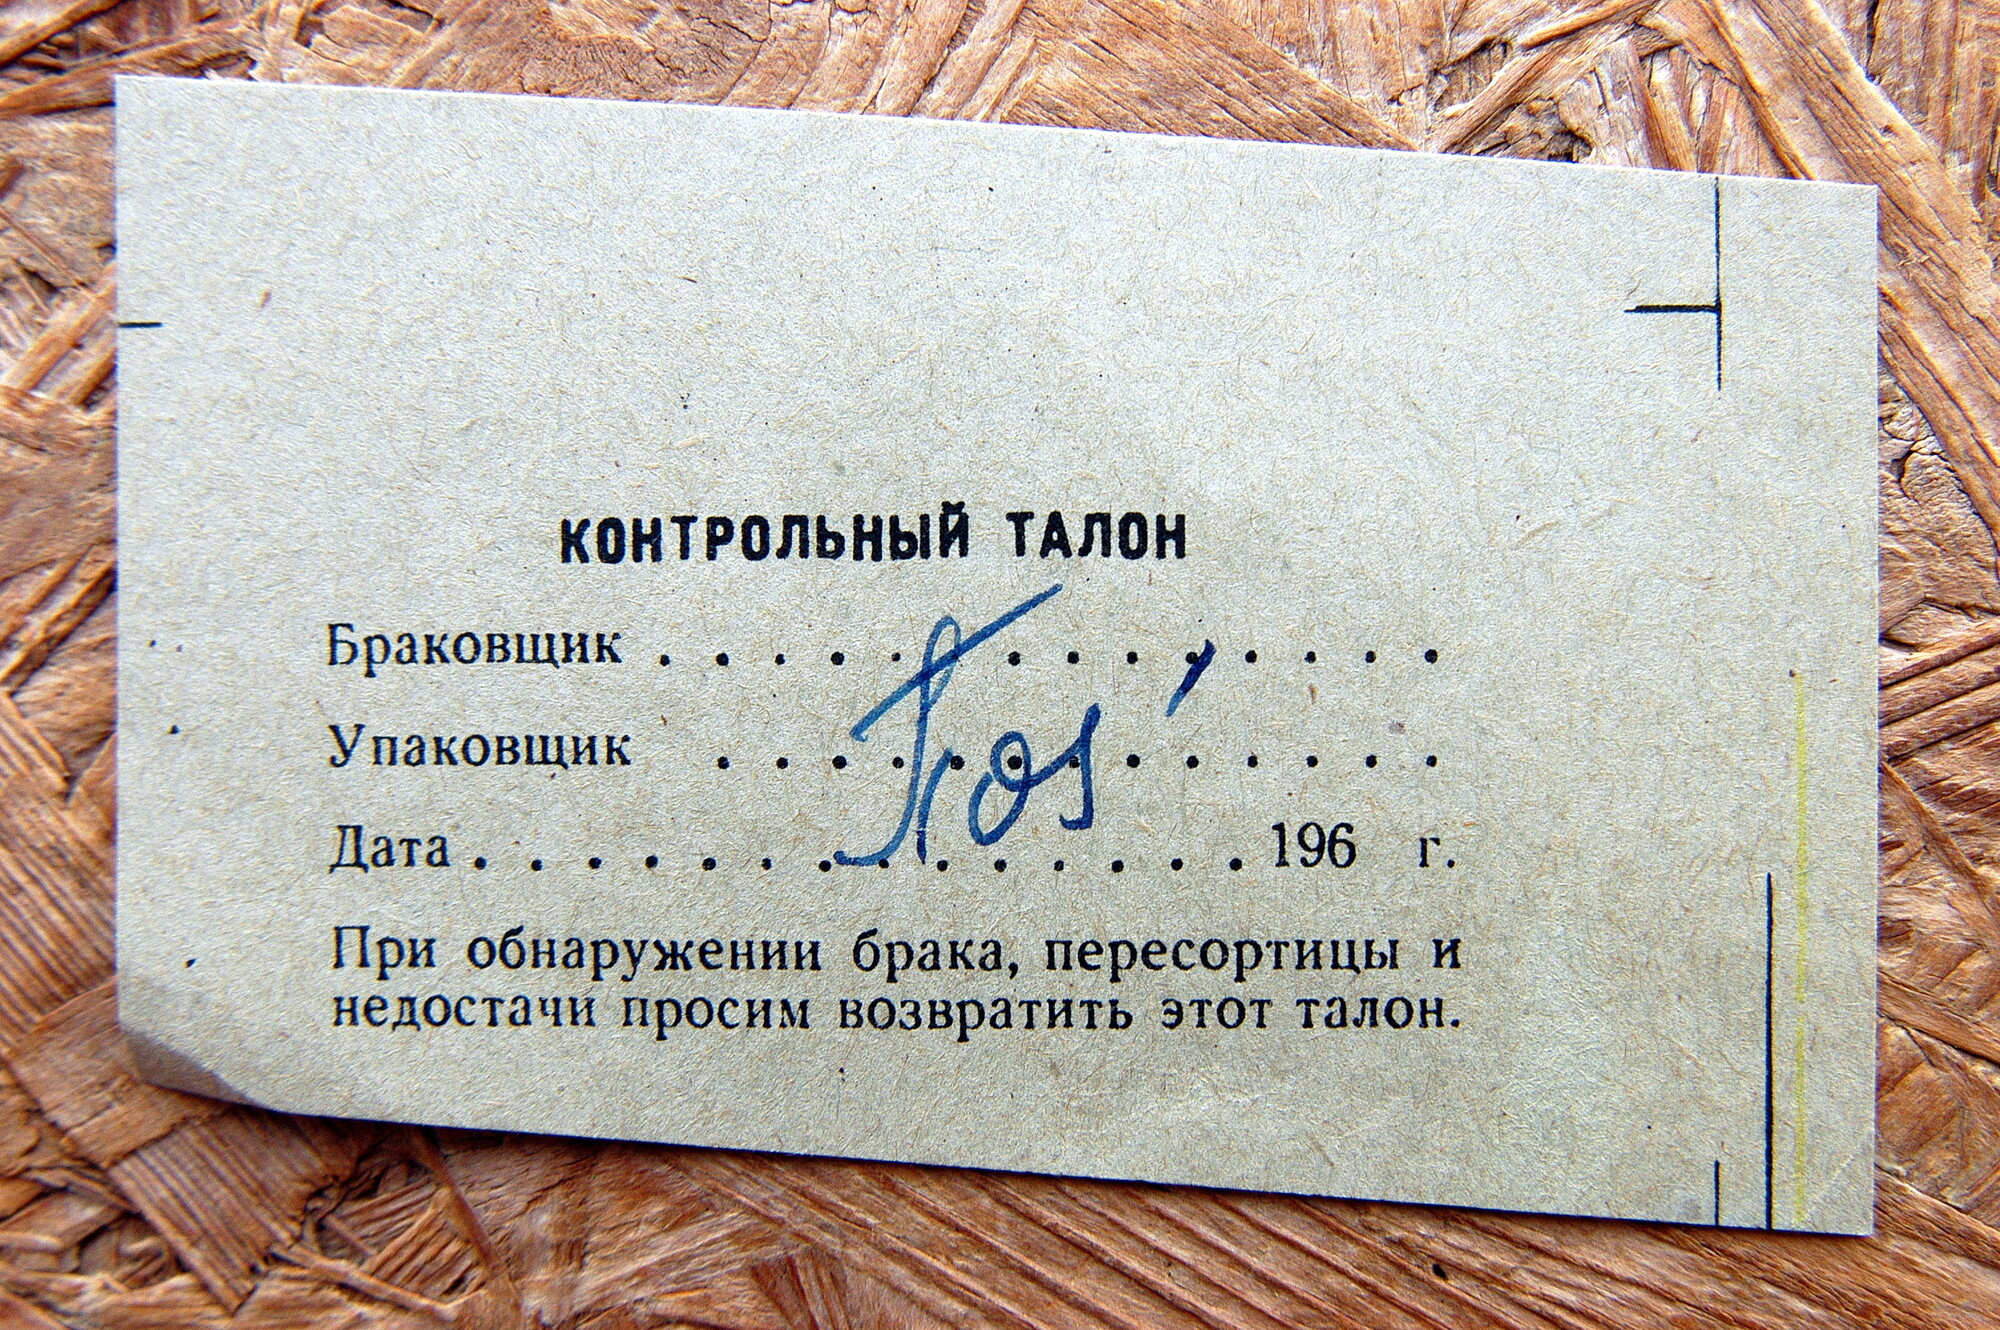 КОНТРОЛЬНЫЙ ТАЛОН
Браковщик . . . . . . . . . . . . . .
Упаковщик . . . . . . . . . . . . .
Дата . . . . . . . . . . . . . . 196 г.
При обнаружении брака, пересортицы и
недостачи просим возвратить этот талон.